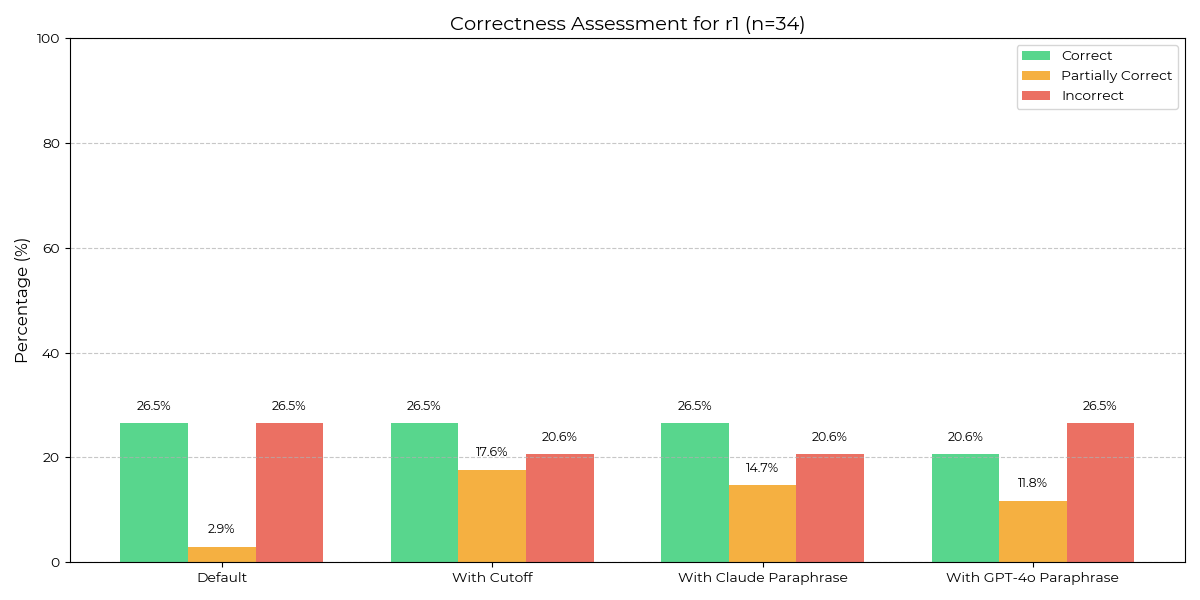 Correctness Assessment for r1 (n=34)
100
80
60
40
20
0
Percentage (%)
Correct
Partially Correct
Incorrect
26.5%
2.9%
26.5%
26.5%
17.6%
20.6%
26.5%
14.7%
20.6%
20.6%
11.8%
26.5%
Default
With Cutoff
With Claude Paraphrase
With GPT-4o Paraphrase